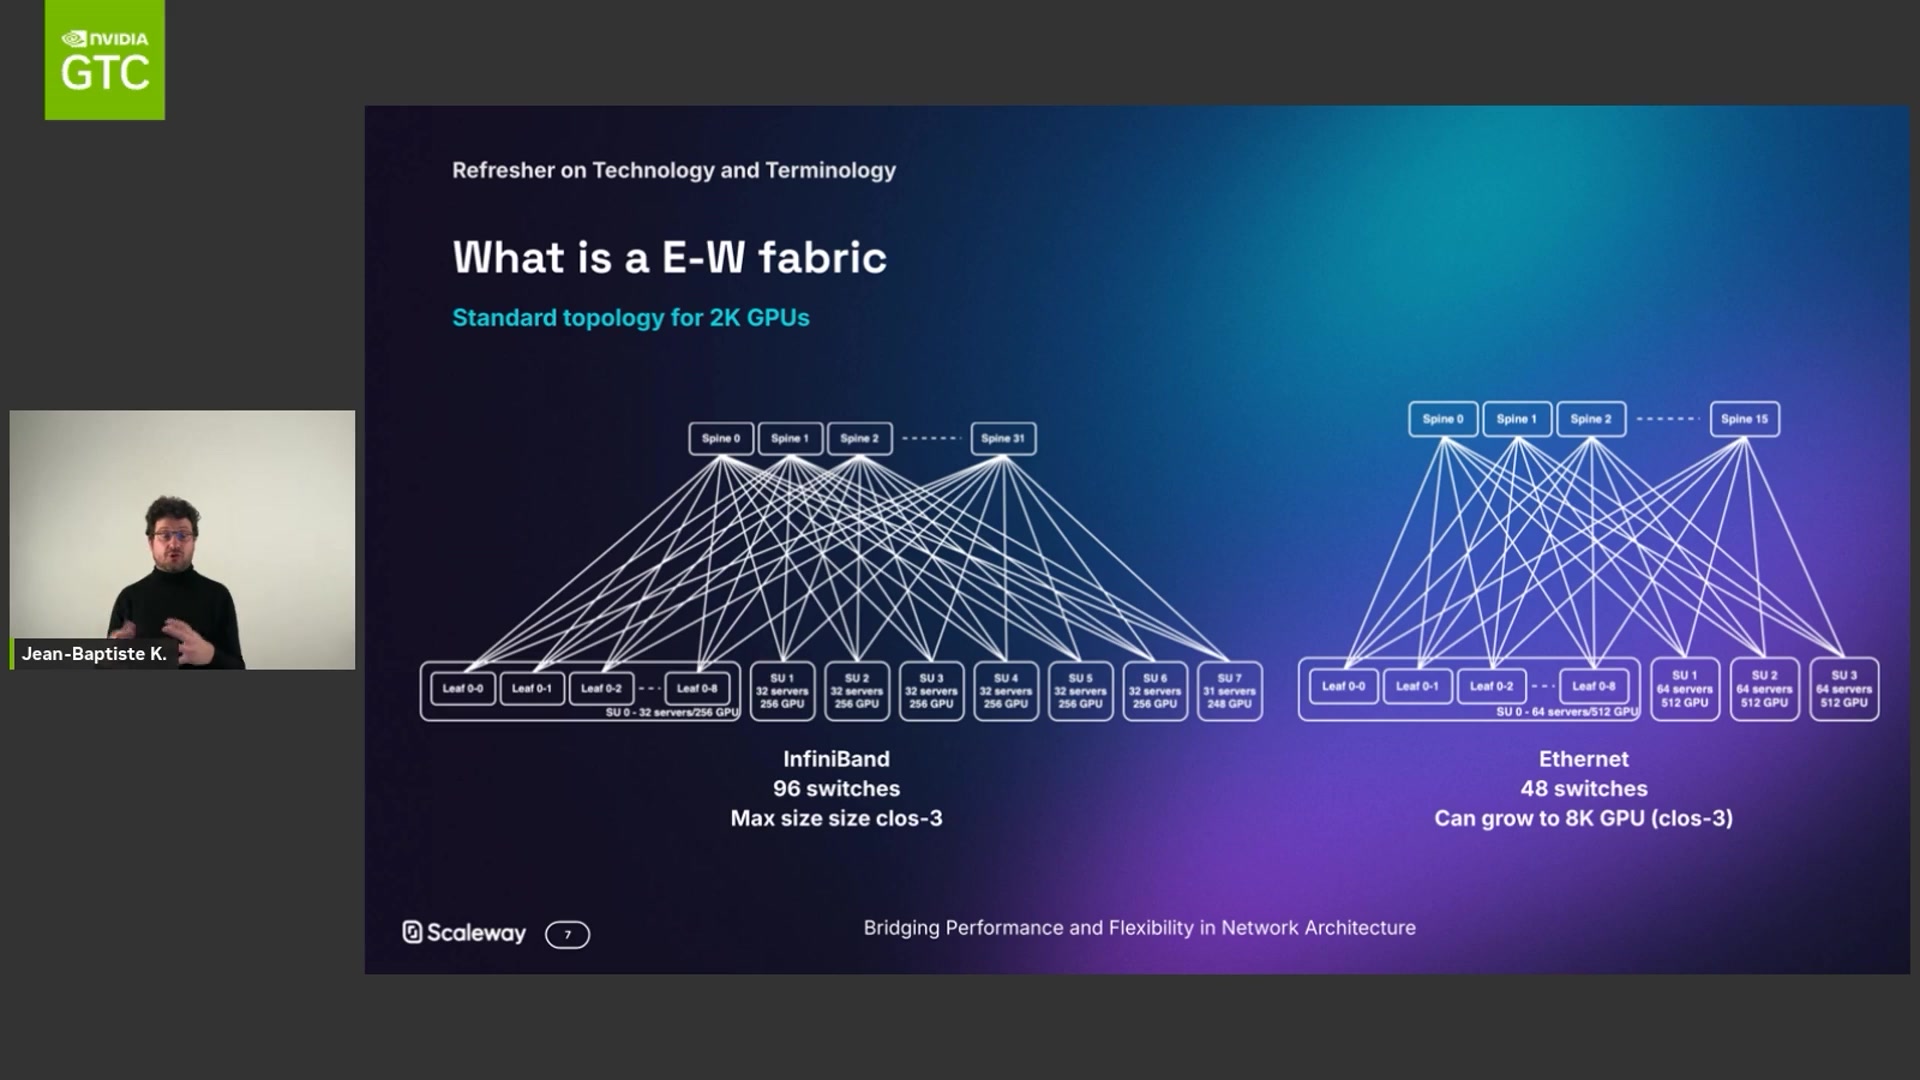 NVIDIA
GTC
Refresher on Technology and Terminology
What is a E-W fabric
Standard topology for 2K GPUs
Spine 0
Spine 1
Spine 2
Spine 31
Leaf 0-0
Leaf 0-1
Leaf 0-2
Leaf 0-8
SU 0 - 32 servers/256 GPU
SU 1
32 servers
256 GPU
SU 2
32 servers
256 GPU
SU 3
32 servers
256 GPU
SU 4
32 servers
256 GPU
SU 5
32 servers
256 GPU
SU 6
32 servers
256 GPU
SU 7
31 servers
248 GPU
InfiniBand
96 switches
Max size size clos-3
Spine 0
Spine 1
Spine 2
Spine 15
Leaf 0-0
Leaf 0-1
Leaf 0-2
Leaf 0-8
SU 0 - 64 servers/512 GPU
SU 1
64 servers
512 GPU
SU 2
64 servers
512 GPU
SU 3
64 servers
512 GPU
Ethernet
48 switches
Can grow to 8K GPU (clos-3)
Jean-Baptiste K.
Scaleway
7
Bridging Performance and Flexibility in Network Architecture